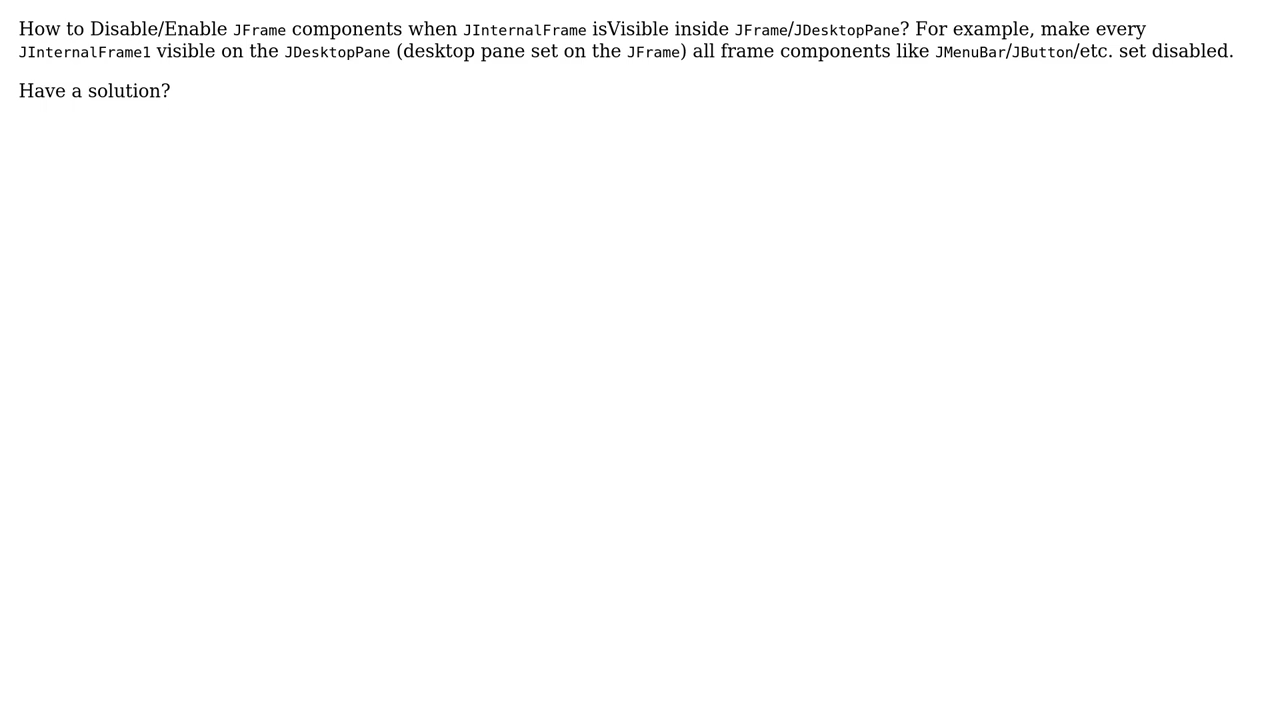 How to Disable/Enable JFrame components when JInternalFrame isVisible inside JFrame/JDesktopPane? For example, make every
JInternalFrame1 visible on the JDesktopPane (desktop pane set on the JFrame) all frame components like JMenuBar/JButton/etc. set disabled.
Have a solution?